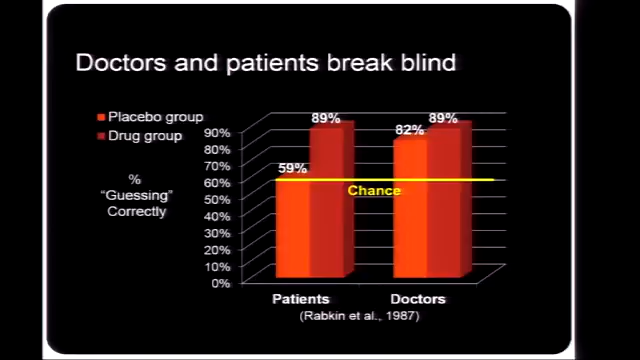 Doctors and patients break blind
Placebo group
Drug group
%
"Guessing"
Correctly
90%
80%
70%
60%
50%
40%
30%
20%
10%
0%
59%
89%
82%
89%
Chance
Patients
Doctors
(Rabkin et al., 1987)